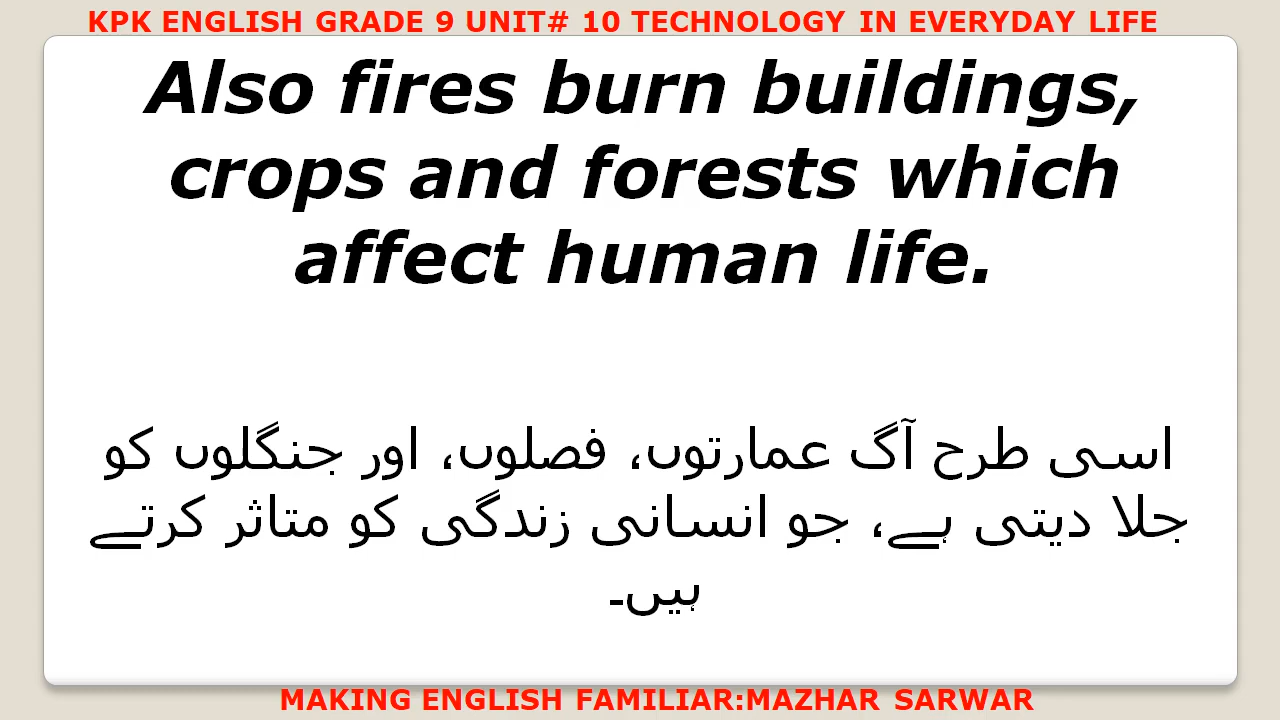 KPK ENGLISH GRADE 9 UNIT# 10 TECHNOLOGY IN EVERYDAY LIFE
Also fires burn buildings,
crops and forests which
affect human life.
اسی طرح آگ عمارتوں، فصلوں، اور جنگلوں کو
جلا دیتی ہے، جو انسانی زندگی کو متاثر کرتے
ہیں۔
MAKING ENGLISH FAMILIAR:MAZHAR SARWAR